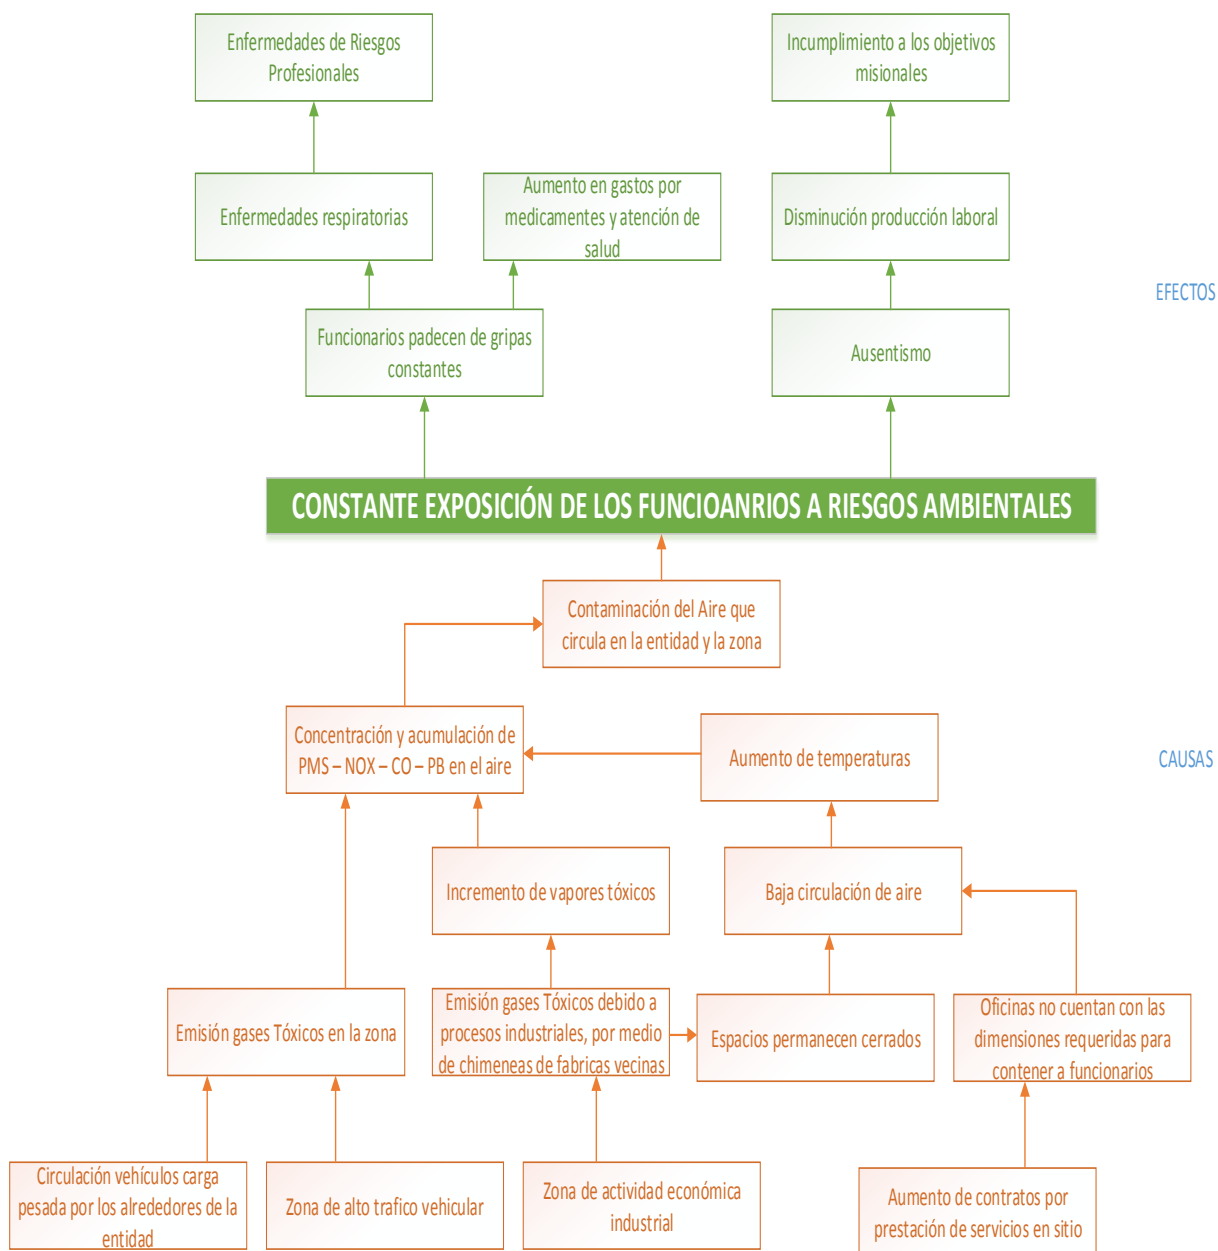 Enfermedades de Riesgos
Profesionales
Incumplimiento a los objetivos
misionales
Enfermedades respiratorias
Aumento en gastos por
medicamentes y atención de
salud
Disminución producción laboral
EFECTOS
Funcionarios padecen de gripas
constantes
Ausentismo
CONSTANTE EXPOSICIÓN DE LOS FUNCIOANRIOS A RIESGOS AMBIENTALES
Contaminación del Aire que
circula en la entidad y la zona
Concentración y acumulación de
PMS – NOX – CO – PB en el aire
Aumento de temperaturas
CAUSAS
Incremento de vapores tóxicos
Baja circulación de aire
Emisión gases Tóxicos en la zona
Emisión gases Tóxicos debido a
procesos industriales, por medio
de chimeneas de fabricas vecinas
Espacios permanecen cerrados
Oficinas no cuentan con las
dimensiones requeridas para
contener a funcionarios
Circulación vehículos carga
pesada por los alrededores de la
entidad
Zona de alto trafico vehicular
Zona de actividad económica
industrial
Aumento de contratos por
prestación de servicios en sitio